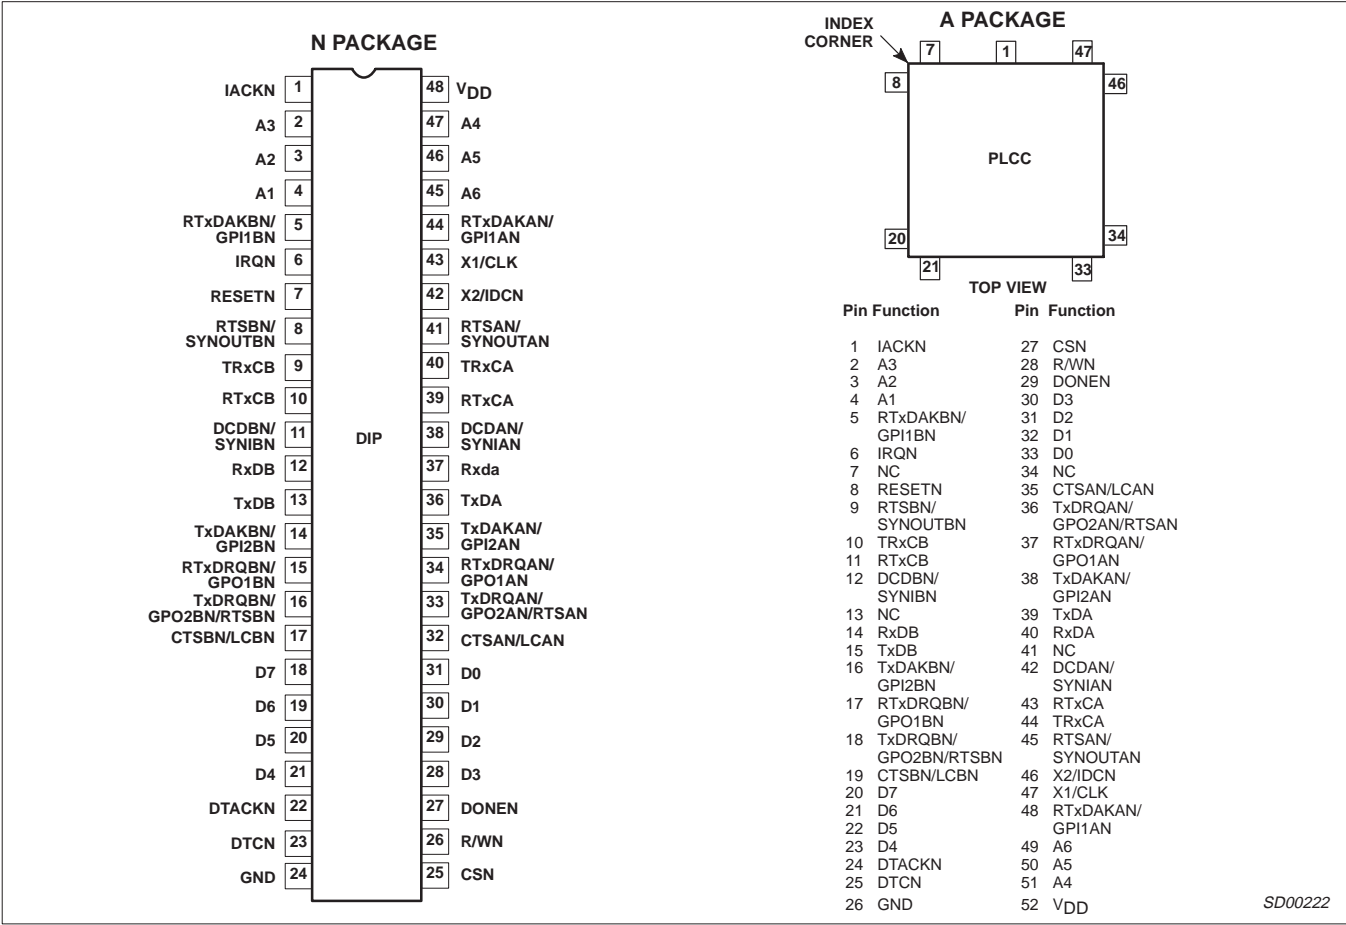 N PACKAGE
IACKN 1
A3 2
A2 3
A1 4
RTxDAKBN/
GPI1BN 5
IRQN 6
RESETN 7
RTSBN/
SYNOUTBN 8
TRxCB 9
RTxCB 10
DCDBN/
SYNIBN 11
RxDB 12
TxDB 13
TxDAKBN/
GPI2BN 14
RTxDRQBN/
GPO1BN 15
TxDRQBN/
GPO2BN/RTSBN 16
CTSBN/LCBN 17
D7 18
D6 19
D5 20
D4 21
DTACKN 22
DTCN 23
GND 24
DIP
48 VDD
47 A4
46 A5
45 A6
44 RTxDAKAN/
GPI1AN
43 X1/CLK
42 X2/IDCN
41 RTSAN/
SYNOUTAN
40 TRxCA
39 RTxCA
38 DCDAN/
SYNIAN
37 Rxda
36 TxDA
35 TxDAKAN/
GPI2AN
34 RTxDRQAN/
GPO1AN
33 TxDRQAN/
GPO2AN/RTSAN
32 CTSAN/LCAN
31 D0
30 D1
29 D2
28 D3
27 DONEN
26 R/WN
25 CSN
A PACKAGE
INDEX
CORNER
7 1 47
8 46
PLCC
20 34
21 33
TOP VIEW
Pin Function
1 IACKN
2 A3
3 A2
4 A1
5 RTxDAKBN/
GPI1BN
6 IRQN
7 NC
8 RESETN
9 RTSBN/
SYNOUTBN
10 TRxCB
11 RTxCB
12 DCDBN/
SYNIBN
13 NC
14 RxDB
15 TxDB
16 TxDAKBN/
GPI2BN
17 RTxDRQBN/
GPO1BN
18 TxDRQBN/
GPO2BN/RTSBN
19 CTSBN/LCBN
20 D7
21 D6
22 D5
23 D4
24 DTACKN
25 DTCN
26 GND
Pin Function
27 CSN
28 R/WN
29 DONEN
30 D3
31 D2
32 D1
33 D0
34 NC
35 CTSAN/LCAN
36 TxDRQAN/
GPO2AN/RTSAN
37 RTxDRQAN/
GPO1AN
38 TxDAKAN/
GPI2AN
39 TxDA
40 RxDA
41 NC
42 DCDAN/
SYNIAN
43 RTxCA
44 TRxCA
45 RTSAN/
SYNOUTAN
46 X2/IDCN
47 X1/CLK
48 RTxDAKAN/
GPI1AN
49 A6
50 A5
51 A4
52 VDD
SD00222